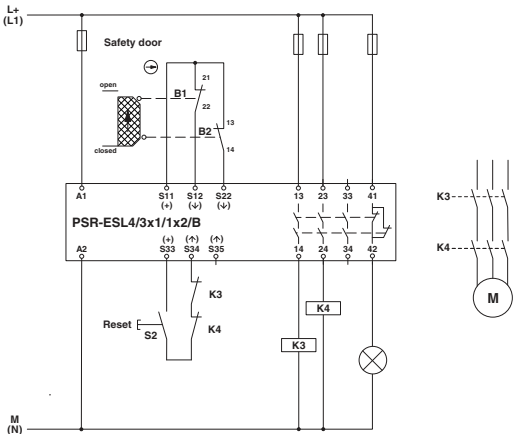 L+
(L1)
Safety door
open
closed
B1
21
22
B2
13
14
A1
S11
(+)
S12
(↓)
S22
(↓)
13
23
33
41
PSR-ESL4/3x1/1x2/B
A2
(+)
S33
(↑)
S34
(↑)
S35
14
24
34
42
Reset
S2
K3
K4
K3
K4
K3
K4
M
M
(N)